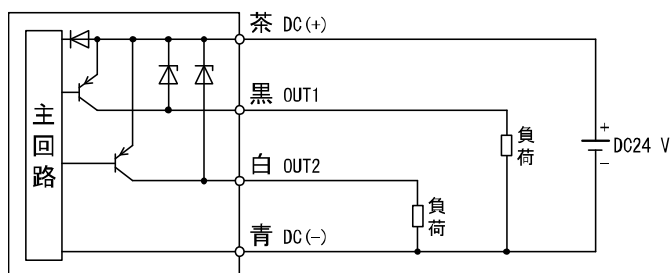 茶 DC(+)
主回路
黒 OUT1
負荷
+
DC24 V
-
白 OUT2
負荷
青 DC(-)